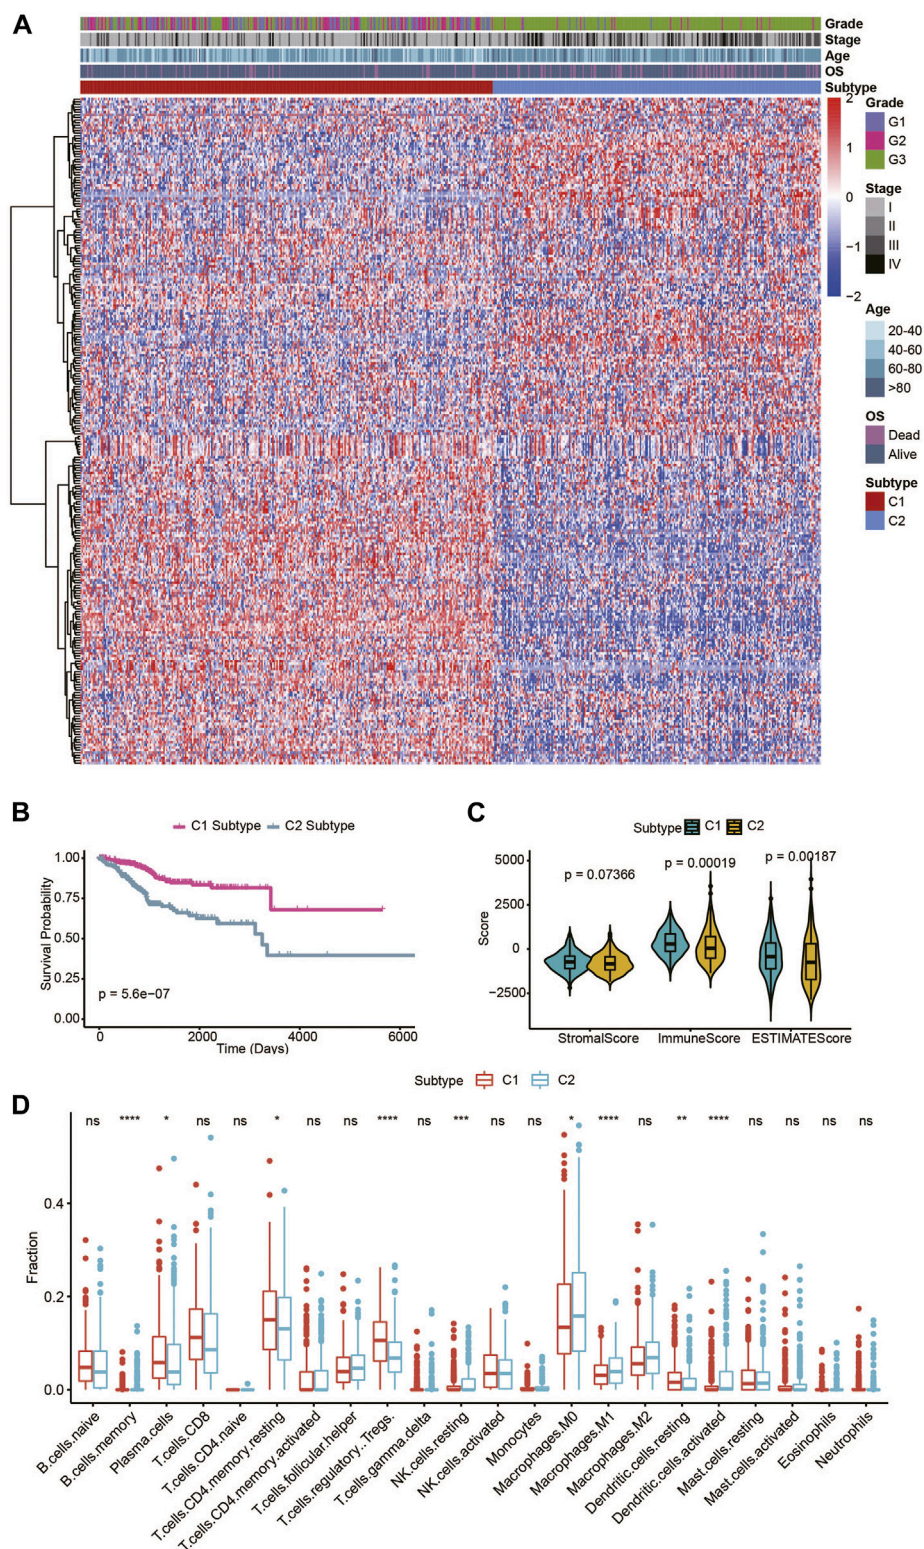 A
Grade
Stage
Age
OS
Subtype
2
1
0
−1
−2
Grade
G1
G2
G3
Stage
I
II
III
IV
Age
20-40
40-60
60-80
>80
OS
Dead
Alive
Subtype
C1
C2
B
C1 Subtype C2 Subtype
1.00
0.75
0.50
0.25
0.00
Survival Probability
p = 5.6e−07
0 2000 4000 6000
Time (Days)
C
Subtype C1 C2
5000
2500
0
−2500
Score
p = 0.07366
p = 0.00019
p = 0.00187
StromalScore ImmuneScore ESTIMATEScore
D
Subtype C1 C2
ns **** * ns ns * ns ns **** ns *** ns ns * **** ns ** **** ns ns ns ns
0.4
0.2
0.0
Fraction
B.cells.naive
B.cells.memory
Plasma.cells
T.cells.CD8
T.cells.CD4.naive
T.cells.CD4.memory.resting
T.cells.CD4.memory.activated
T.cells.follicular.helper
T.cells.regulatory..Tregs.
T.cells.gamma.delta
NK.cells.resting
NK.cells.activated
Monocytes
Macrophages.M0
Macrophages.M1
Macrophages.M2
Dendritic.cells.resting
Dendritic.cells.activated
Mast.cells.resting
Mast.cells.activated
Eosinophils
Neutrophils